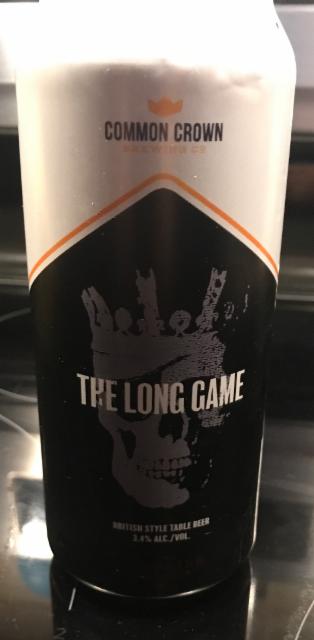 COMMON CROWN
BREWING CO
THE LONG GAME
BRITISH STYLE TABLE BEER
3.4% ALC./VOL.